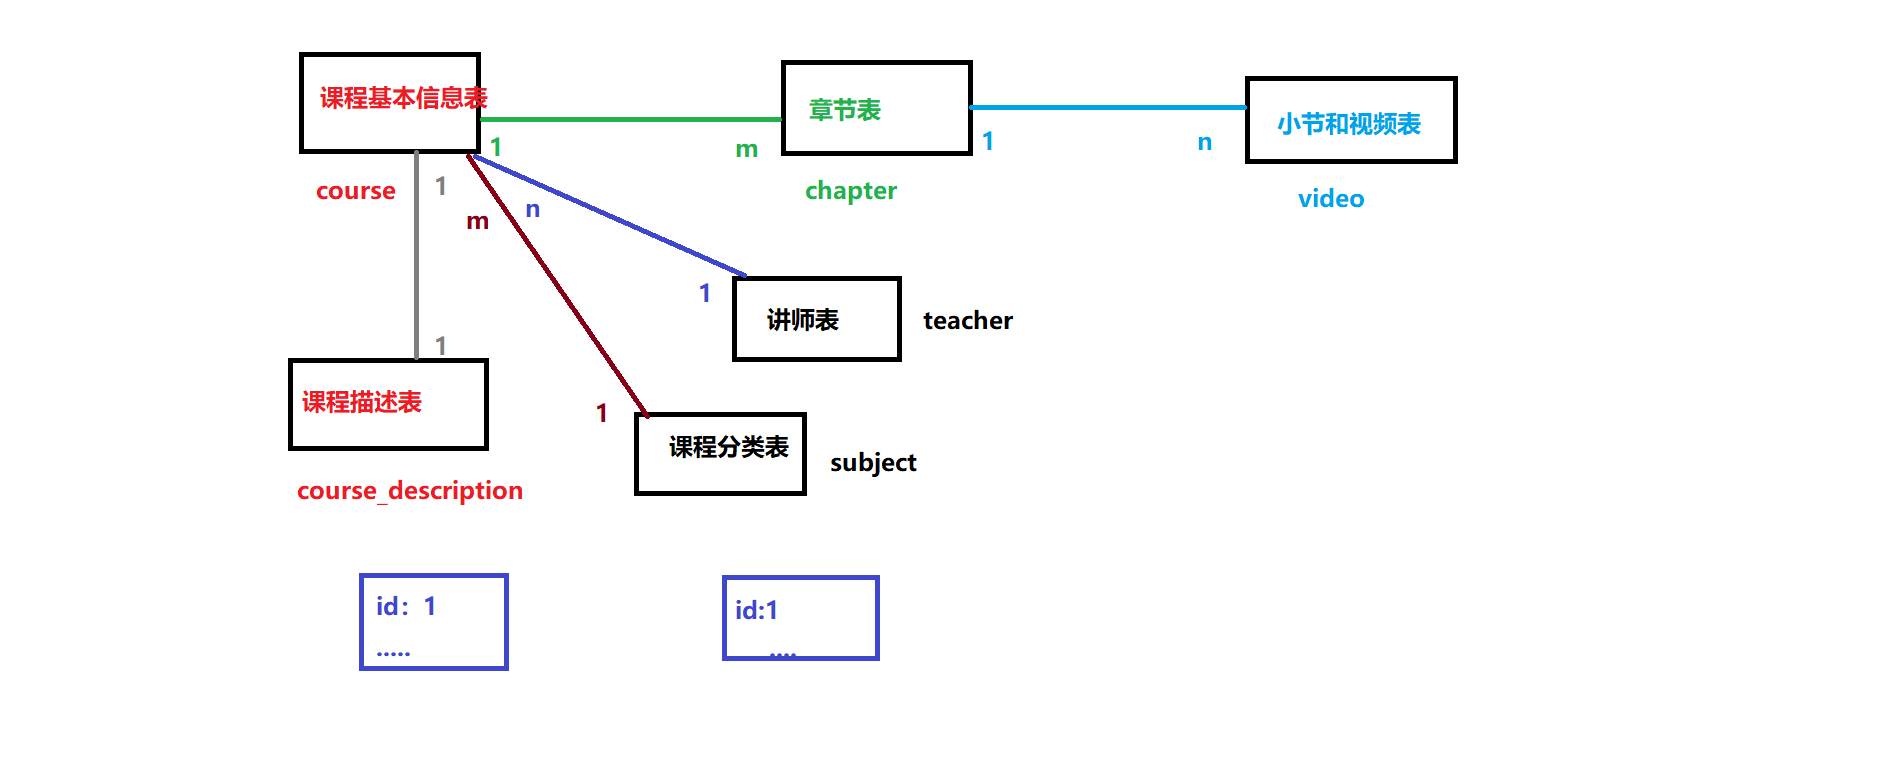 课程基本信息表
章节表
小节和视频表
1
m
1
n
course
1
chapter
video
m
n
1
讲师表
teacher
1
课程描述表
1
课程分类表
subject
course_description
id：1
.....
id:1
....